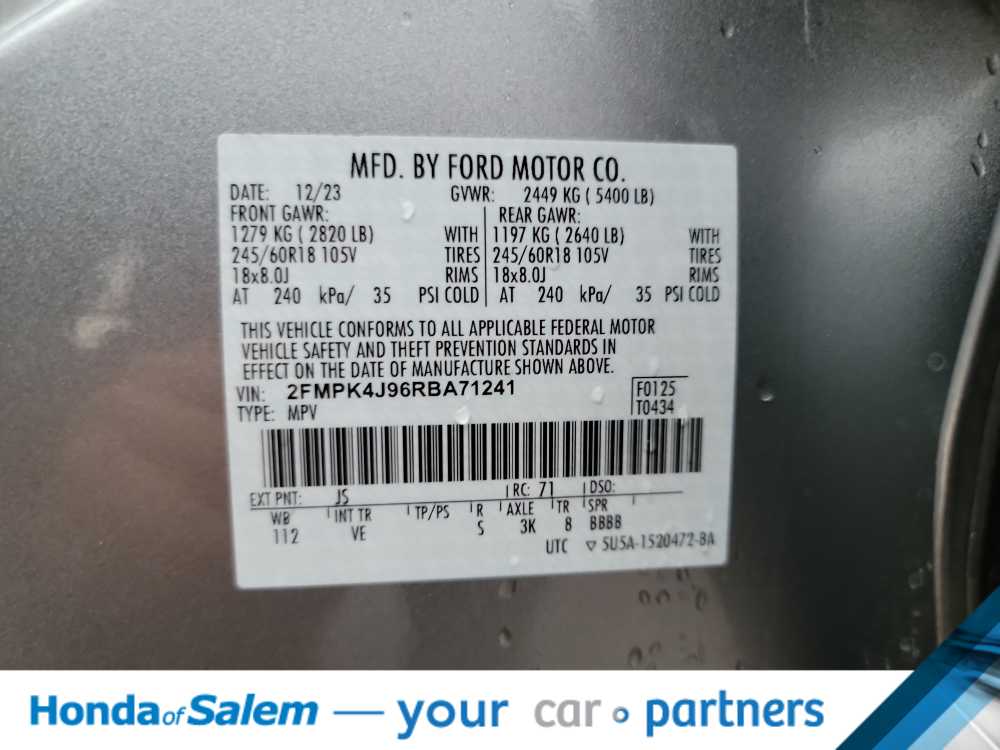 MFD. BY FORD MOTOR CO.
DATE: 12/23 GVWR: 2449 KG ( 5400 LB)
FRONT GAWR: REAR GAWR:
1279 KG ( 2820 LB) WITH 1197 KG ( 2640 LB) WITH
245/60R18 105V TIRES 245/60R18 105V TIRES
18x8.0J RIMS 18x8.0J RIMS
AT 240 kPa/ 35 PSI COLD AT 240 kPa/ 35 PSI COLD
THIS VEHICLE CONFORMS TO ALL APPLICABLE FEDERAL MOTOR
VEHICLE SAFETY AND THEFT PREVENTION STANDARDS IN
EFFECT ON THE DATE OF MANUFACTURE SHOWN ABOVE.
VIN: 2FMPK4J96RBA71241 F0125
TYPE: MPV T0434
EXT PNT: JS RC: 71 DSO:
WB INT TR TP/PS R AXLE TR SPR
112 VE S 3K 8 BBBB
UTC ▽ 5U5A-1520472-BA
Honda of Salem — your car ∘ partners